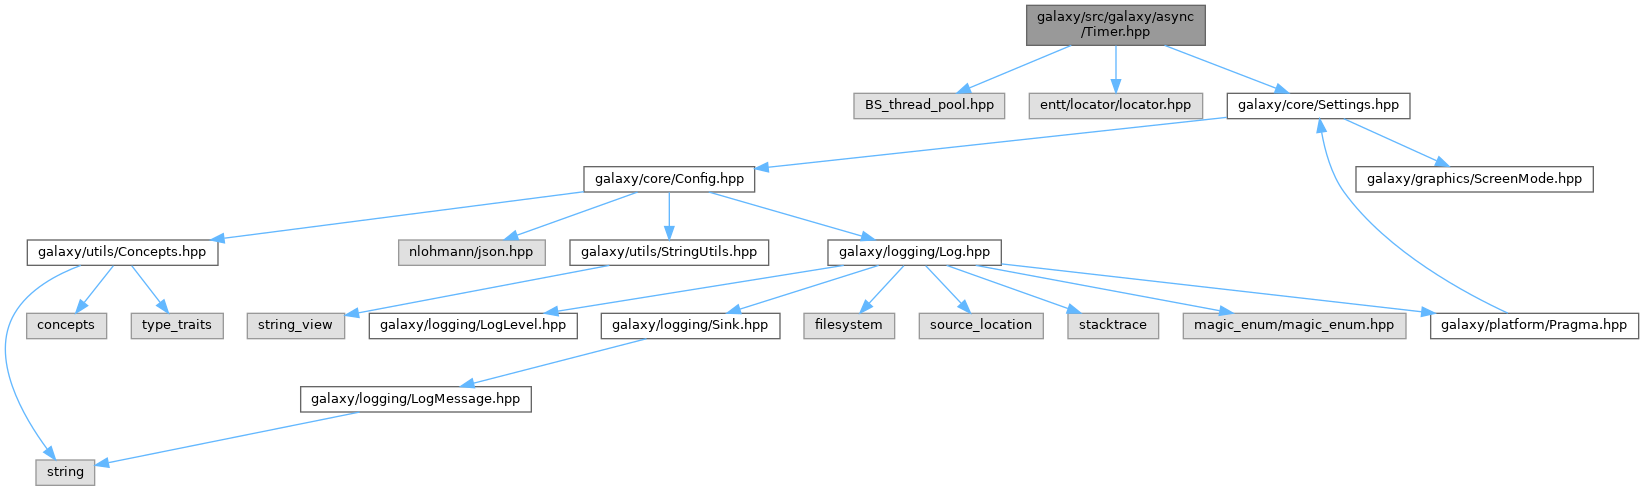 galaxy/src/galaxy/async
/Timer.hpp
BS_thread_pool.hpp
entt/locator/locator.hpp
galaxy/core/Settings.hpp
galaxy/core/Config.hpp
galaxy/graphics/ScreenMode.hpp
galaxy/utils/Concepts.hpp
nlohmann/json.hpp
galaxy/utils/StringUtils.hpp
galaxy/logging/Log.hpp
concepts
type_traits
string_view
galaxy/logging/LogLevel.hpp
galaxy/logging/Sink.hpp
filesystem
source_location
stacktrace
magic_enum/magic_enum.hpp
galaxy/platform/Pragma.hpp
galaxy/logging/LogMessage.hpp
string